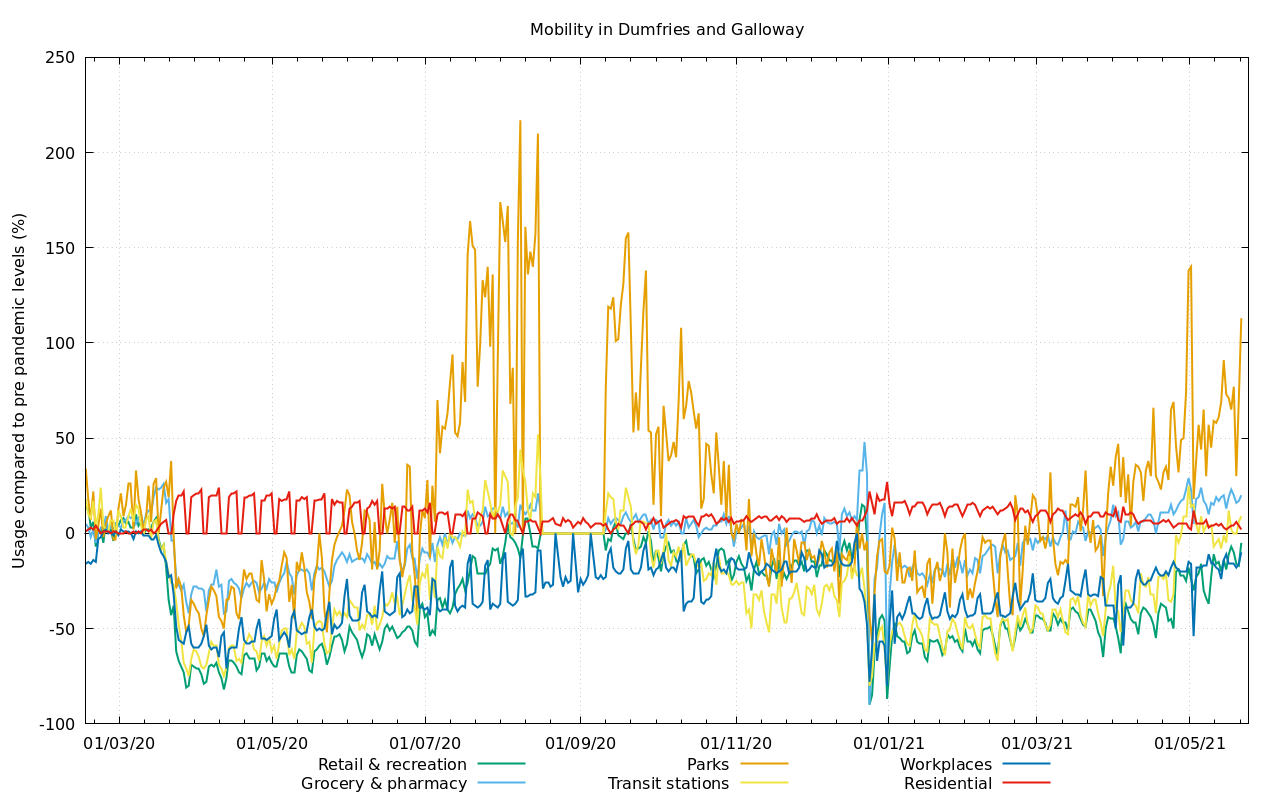 Mobility in Dumfries and Galloway
Usage compared to pre pandemic levels (%)
250
200
150
100
50
0
-50
-100
01/03/20 01/05/20 01/07/20 01/09/20 01/11/20 01/01/21 01/03/21 01/05/21
Retail & recreation Parks Workplaces
Grocery & pharmacy Transit stations Residential